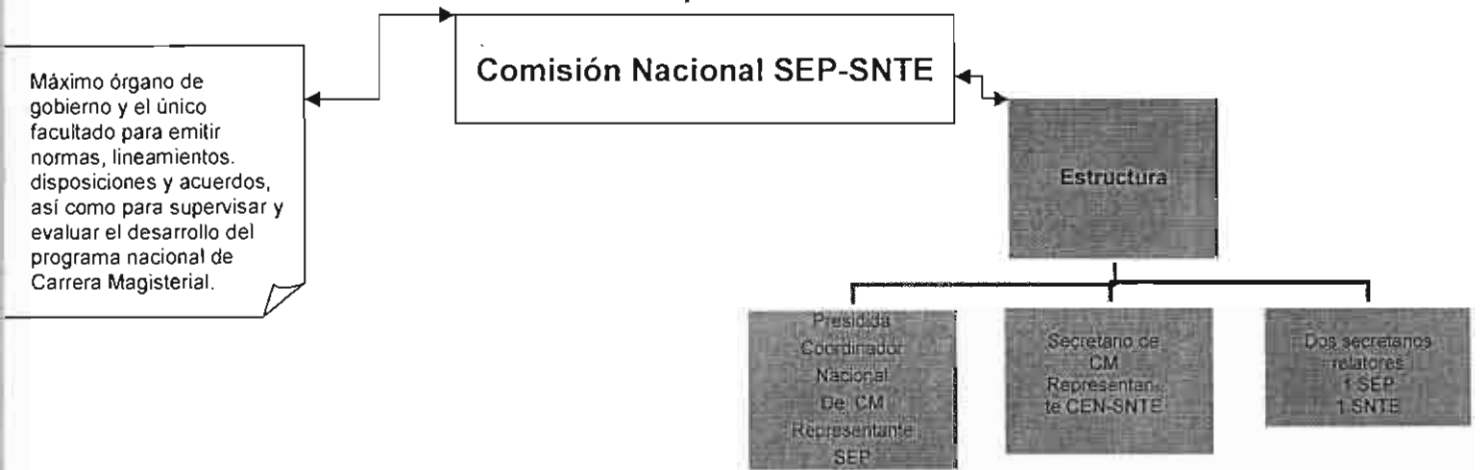 Comisión Nacional SEP-SNTE
Máximo órgano de
gobierno y el único
facultado para emitir
normas, lineamientos.
disposiciones y acuerdos,
así como para supervisar y
evaluar el desarrollo del
programa nacional de
Carrera Magisterial.
Estructura
Presidida
Coordinador
Nacional
De CM
Representante
SEP
Secretario de
CM
Representan-
te CEN-SNTE
Dos secretarios
relatores
1 SEP
1 SNTE